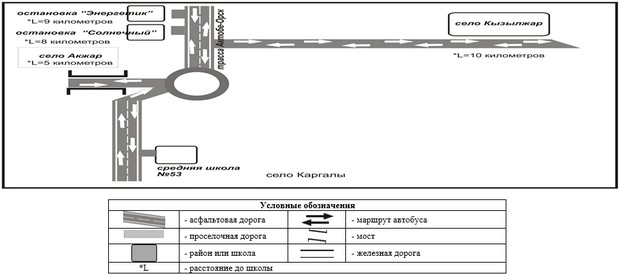 остановка "Энергетик"
*L=9 километров
остановка "Солнечный"
*L=8 километров
село Акжар
*L=5 километров
трасса Актобе-Орск
село Кызылжар
*L=10 километров
средняя школа
№53
село Каргалы
Условные обозначения
- асфальтовая дорога
- маршрут автобуса
- проселочная дорога
- мост
- район или школа
- железная дорога
*L
- расстояние до школы